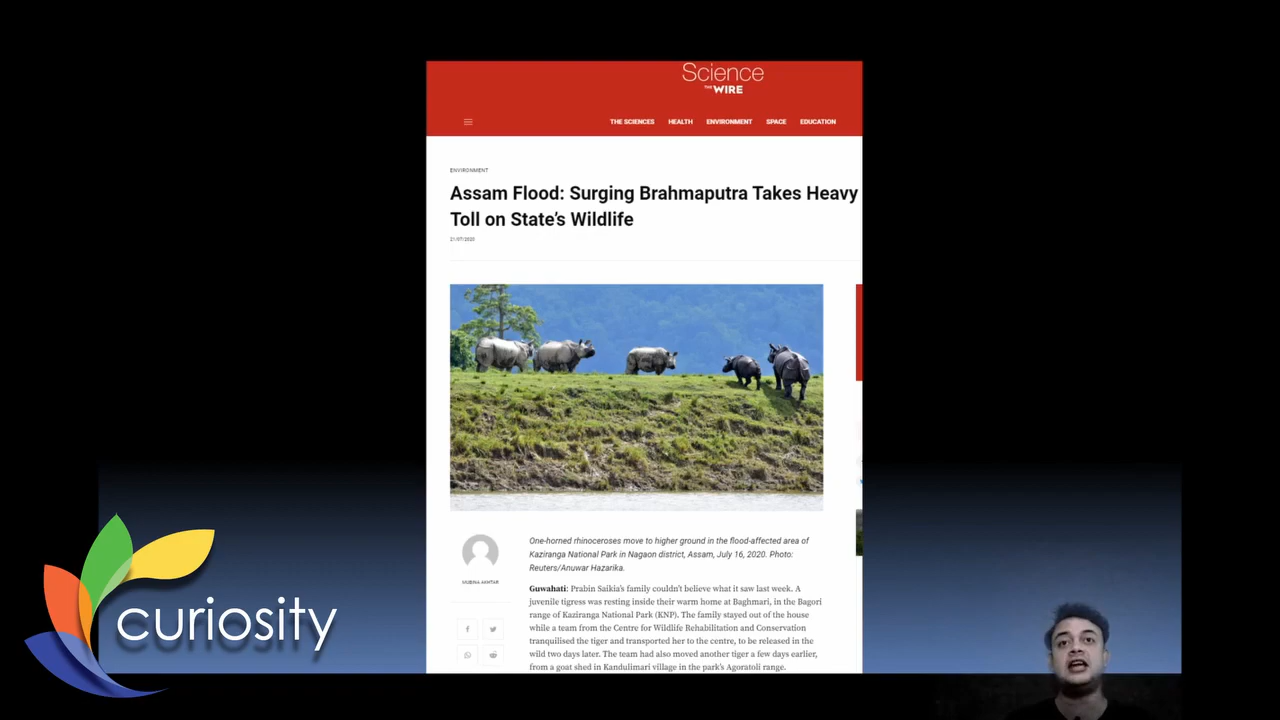 Science
THE WIRE
THE SCIENCES HEALTH ENVIRONMENT SPACE EDUCATION
ENVIRONMENT
Assam Flood: Surging Brahmaputra Takes Heavy
Toll on State's Wildlife
21/07/2020
One-horned rhinoceroses move to higher ground in the flood-affected area of
Kaziranga National Park in Nagaon district, Assam, July 16, 2020. Photo:
Reuters/Anuwar Hazarika.
MUBINA AKHTAR
Guwahati: Prabin Saikia's family couldn't believe what it saw last week. A
juvenile tigress was resting inside their warm home at Baghmari, in the Bagori
range of Kaziranga National Park (KNP). The family stayed out of the house
while a team from the Centre for Wildlife Rehabilitation and Conservation
tranquilised the tiger and transported her to the centre, to be released in the
wild two days later. The team had also moved another tiger a few days earlier,
from a goat shed in Kandulimari village in the park's Agoratoli range.
curiosity